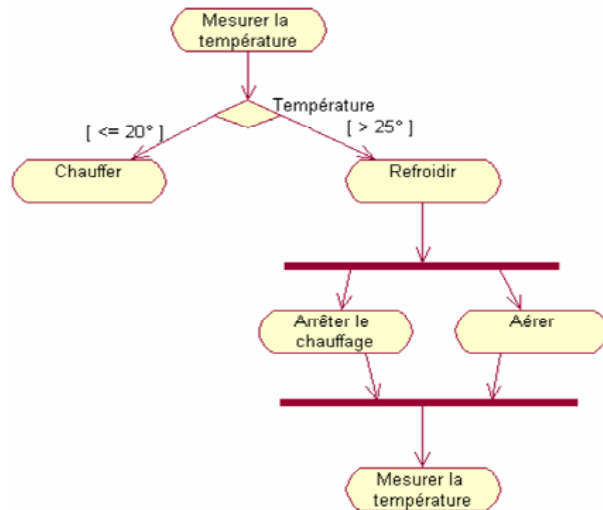 Mesurer la
température
Température
[ <= 20° ]
[ > 25° ]
Chauffer
Refroidir
Arrêter le
chauffage
Aérer
Mesurer la
température